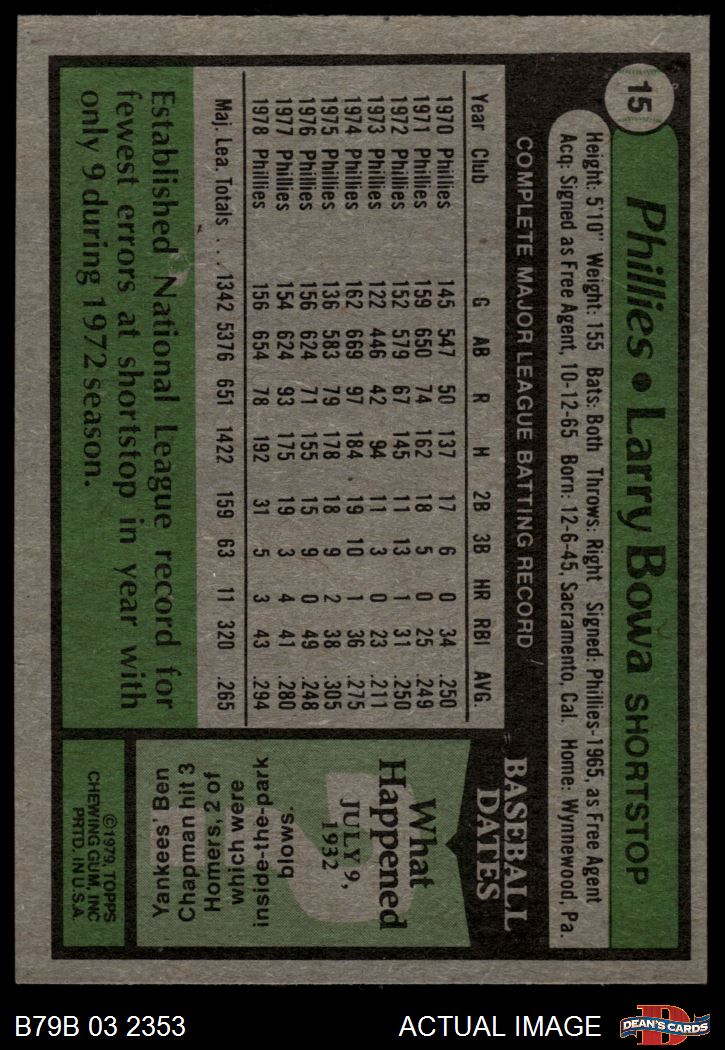 15
Phillies • Larry Bowa SHORTSTOP
Height: 5'10" Weight: 155 Bats: Both Throws: Right Signed: Phillies-1965, as Free Agent
Acq: Signed as Free Agent, 10-12-65 Born: 12-6-45, Sacramento, Cal. Home: Wynnewood, Pa.
COMPLETE MAJOR LEAGUE BATTING RECORD
Year Club G AB R H 2B 3B HR RBI AVG.
1970 Phillies 145 547 50 137 17 6 0 34 .250
1971 Phillies 159 650 74 162 18 5 0 25 .249
1972 Phillies 152 579 67 145 11 13 1 31 .250
1973 Phillies 122 446 42 94 11 3 0 23 .211
1974 Phillies 162 669 97 184 19 10 1 36 .275
1975 Phillies 136 583 79 178 18 9 2 38 .305
1976 Phillies 156 624 71 155 15 9 0 49 .248
1977 Phillies 154 624 93 175 19 3 4 41 .280
1978 Phillies 156 654 78 192 31 5 3 43 .294
Maj. Lea. Totals . . . 1342 5376 651 1422 159 63 11 320 .265
Established National League record for
fewest errors at shortstop in year with
only 9 during 1972 season.
BASEBALL
DATES
What
Happened
JULY 9,
1932
Yankees' Ben
Chapman hit 3
Homers, 2 of
which were
inside-the-park
blows.
©1979, TOPPS
CHEWING GUM, INC
PRTD. IN U.S.A.
B79B 03 2353
ACTUAL IMAGE
DEAN'S CARDS